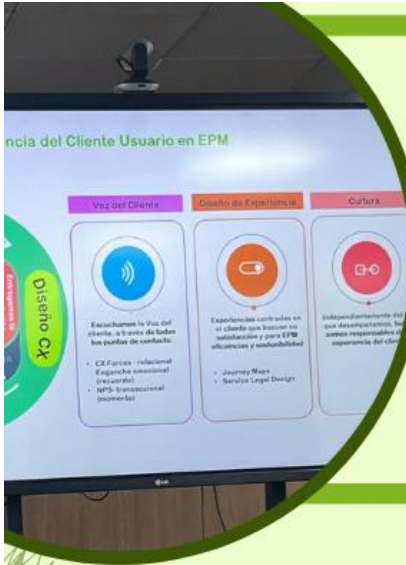 ncia del Cliente Usuario en EPM
Voz del Cliente
Diseño de Experiencia
Cultura
Diseño CX
Entregamos la
Escuchamos la Voz del
cliente, a través de todos
los puntos de contacto.
• CX Forces - relacional
Enganche emocional
(recuerdo)
• NPS- transaccional
(momento)
Experiencias centradas en
el cliente que buscan su
satisfacción y para EPM
eficiencias y sostenibilidad
• Journey Maps
• Service Legal Design
Independientemente del
que desempeñamos,
somos responsables
experiencia del
LG